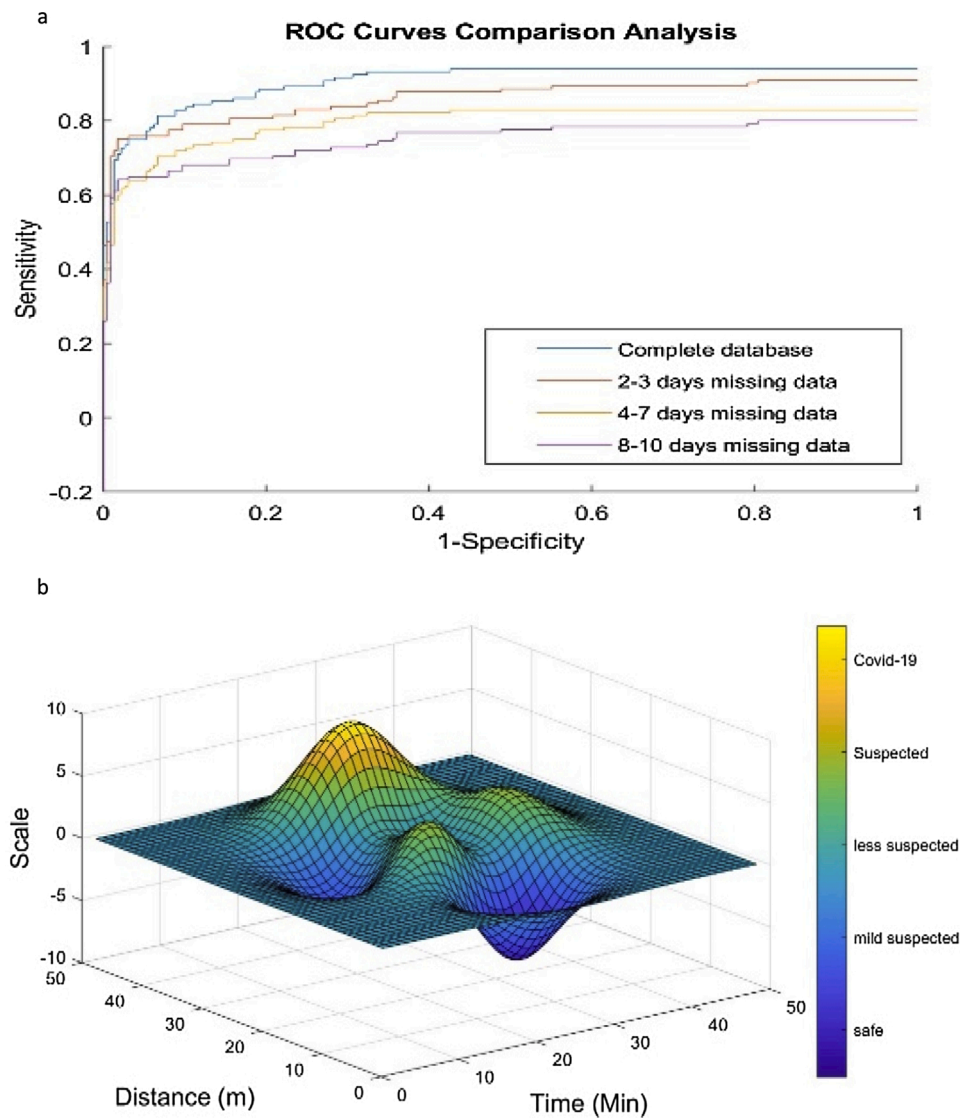 a
ROC Curves Comparison Analysis
1
0.8
0.6
0.4
0.2
0
-0.2
Sensitivity
Complete database
2-3 days missing data
4-7 days missing data
8-10 days missing data
0 0.2 0.4 0.6 0.8 1
1-Specificity
b
10
5
0
-5
-10
Scale
50 40 30 20 10 0
Distance (m)
0 10 20 30 40 50
Time (Min)
Covid-19
Suspected
less suspected
mild suspected
safe